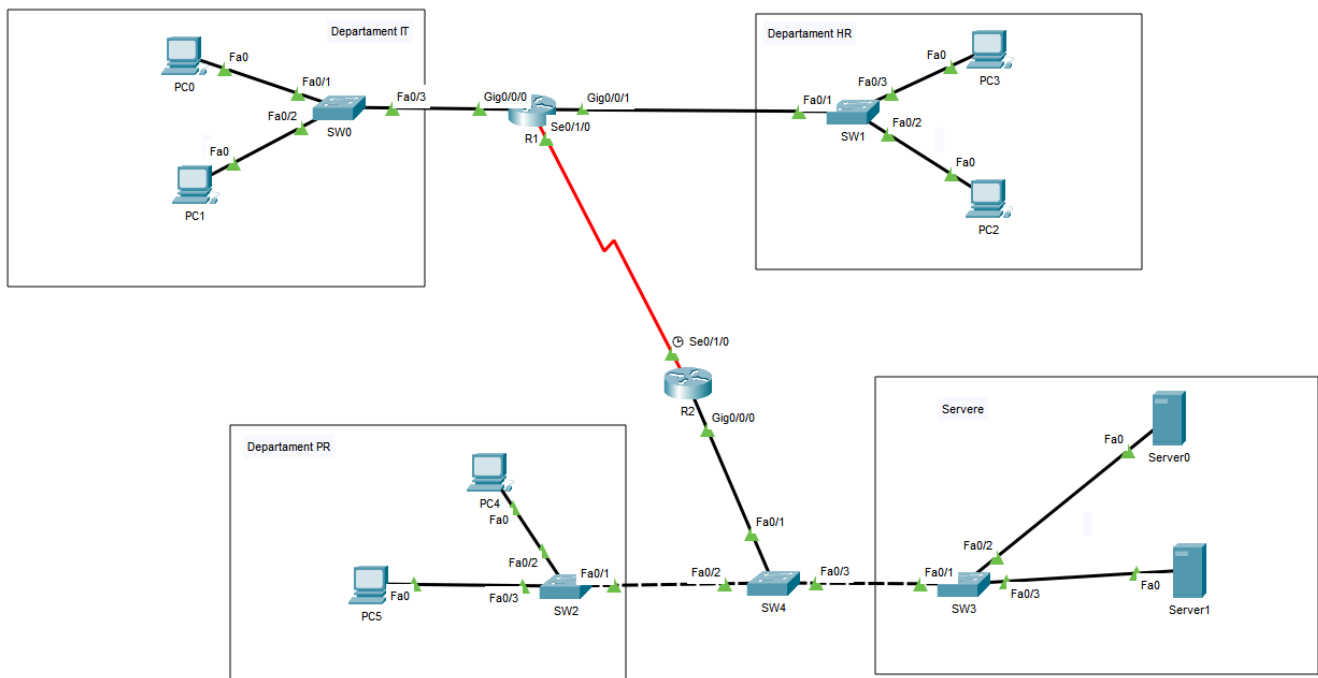 Departament IT
Fa0
PC0
Fa0/1
Fa0/2
SW0
Fa0/3
Fa0
PC1
Gig0/0/0
R1
Gig0/0/1
Se0/1/0
Departament HR
Fa0/1
SW1
Fa0/3
Fa0
PC3
Fa0/2
Fa0
PC2
Se0/1/0
R2
Gig0/0/0
Departament PR
PC4
Fa0
Fa0/2
Fa0/1
Fa0
PC5
Fa0/3
SW2
Fa0/1
Fa0/2
SW4
Fa0/3
Servere
Fa0
Server0
Fa0/2
Fa0/1
SW3
Fa0/3
Fa0
Server1